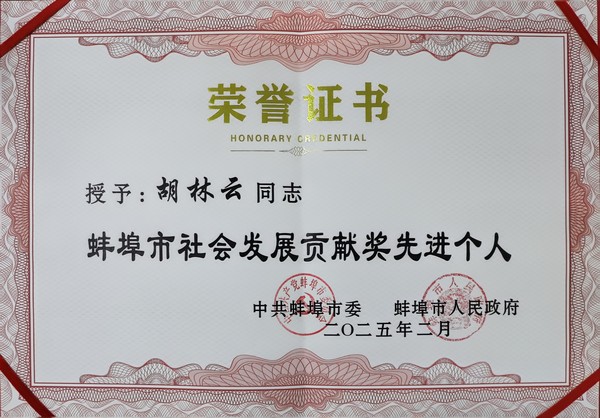 荣誉证书
HONORARY CREDENTIAL
授予：胡林云同志
蚌埠市社会发展贡献奖先进个人
中共蚌埠市委 蚌埠市人民政府
二〇二五年二月